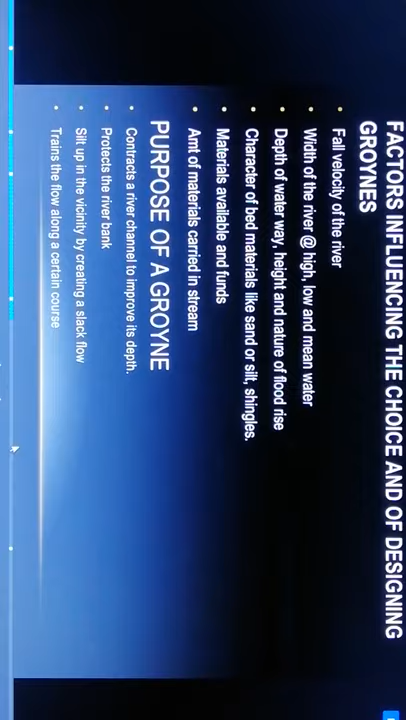 FACTORS INFLUENCING THE CHOICE AND OF DESIGNING
GROYNES
• Fall velocity of the river
• Width of the river @ high, low and mean water
• Depth of water way, height and nature of flood rise
• Character of bed materials like sand or silt, shingles.
• Materials available and funds
• Amt of materials carried in stream
PURPOSE OF A GROYNE
• Contracts a river channel to improve its depth.
• Protects the river bank
• Silt up in the vicinity by creating a slack flow
• Trains the flow along a certain course